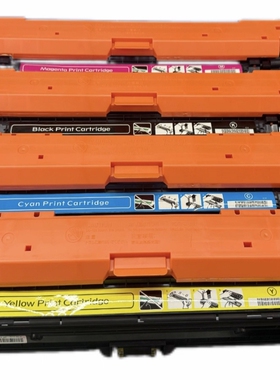 Magenta Print Cartridge
Black Print Cartridge
K
Cyan Print Cartridge
Yellow Print Cartridge
Y